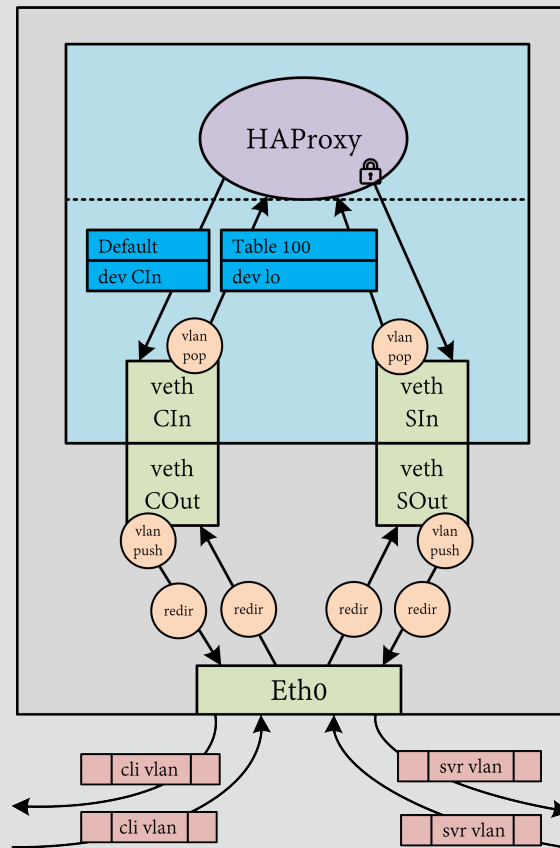 HAProxy
Default
dev CIn
Table 100
dev lo
vlan
pop
vlan
pop
veth
CIn
veth
SIn
veth
COut
veth
SOut
vlan
push
vlan
push
redir
redir
redir
redir
Eth0
cli vlan
svr vlan
cli vlan
svr vlan